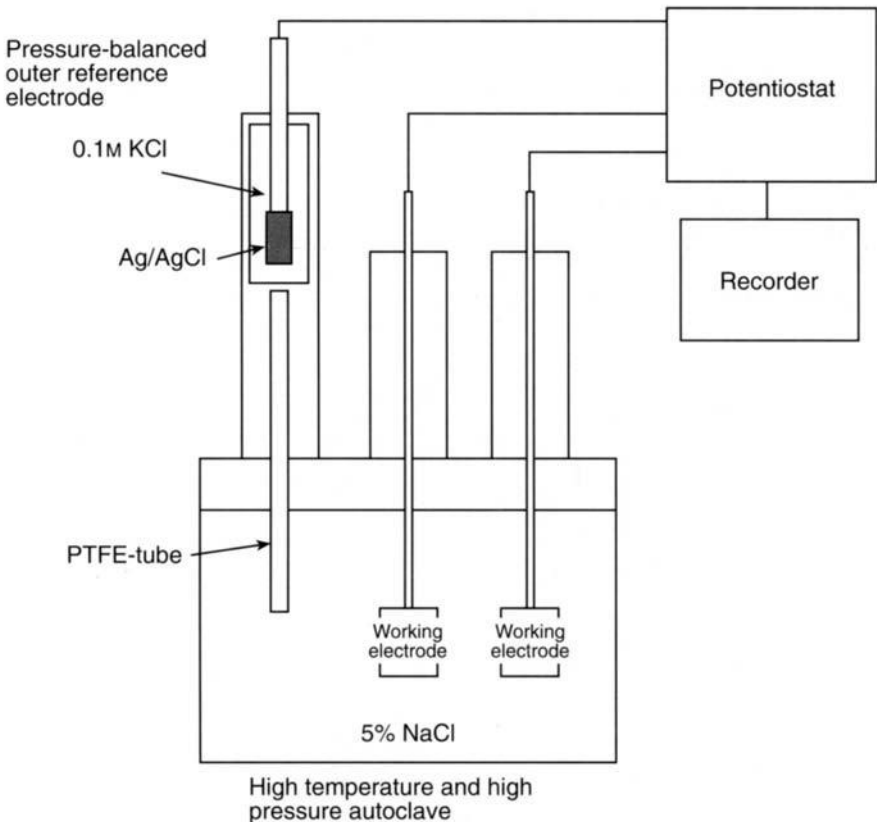 Pressure-balanced
outer reference
electrode
Potentiostat
0.1M KCl
Ag/AgCl
Recorder
PTFE-tube
Working
electrode
Working
electrode
5% NaCl
High temperature and high
pressure autoclave